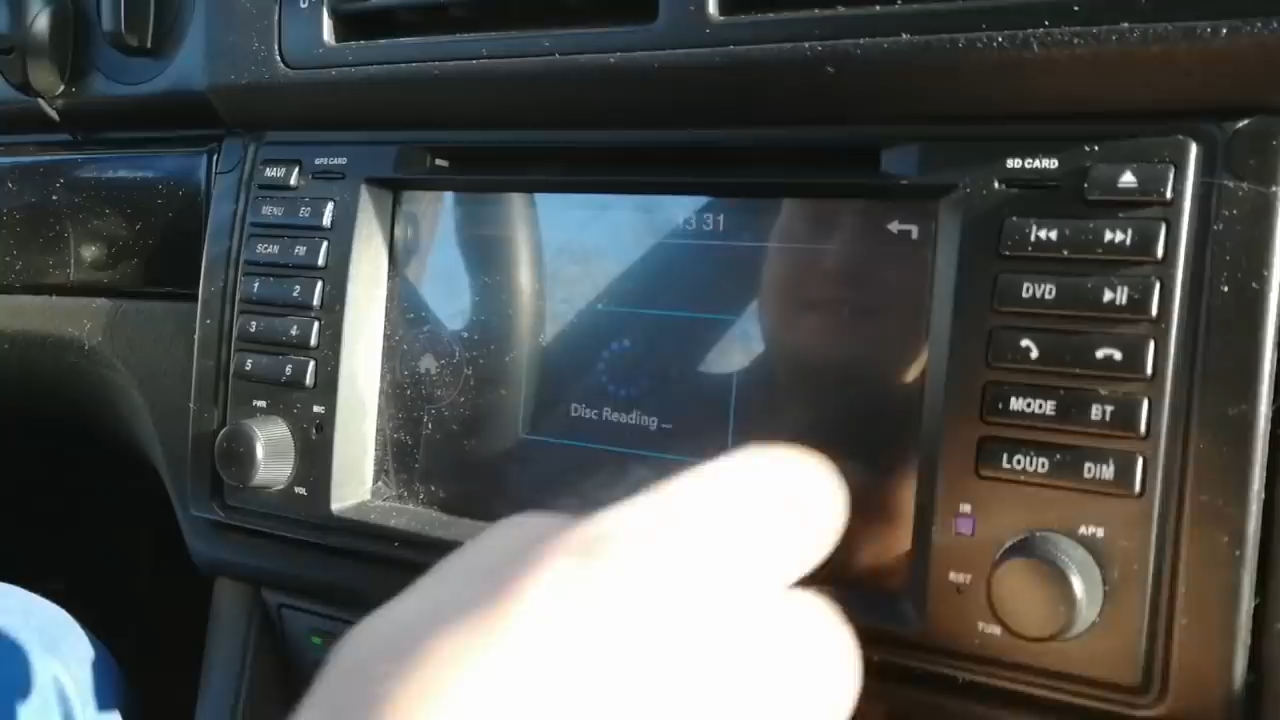 NAVI
GPS CARD
MENU EQ
SCAN FM
1 2
3 4
5 6
PWR
MIC
VOL
3 31
Disc Reading ...
SD CARD
DVD
MODE BT
LOUD DIM
IR
APS
RST
TUN